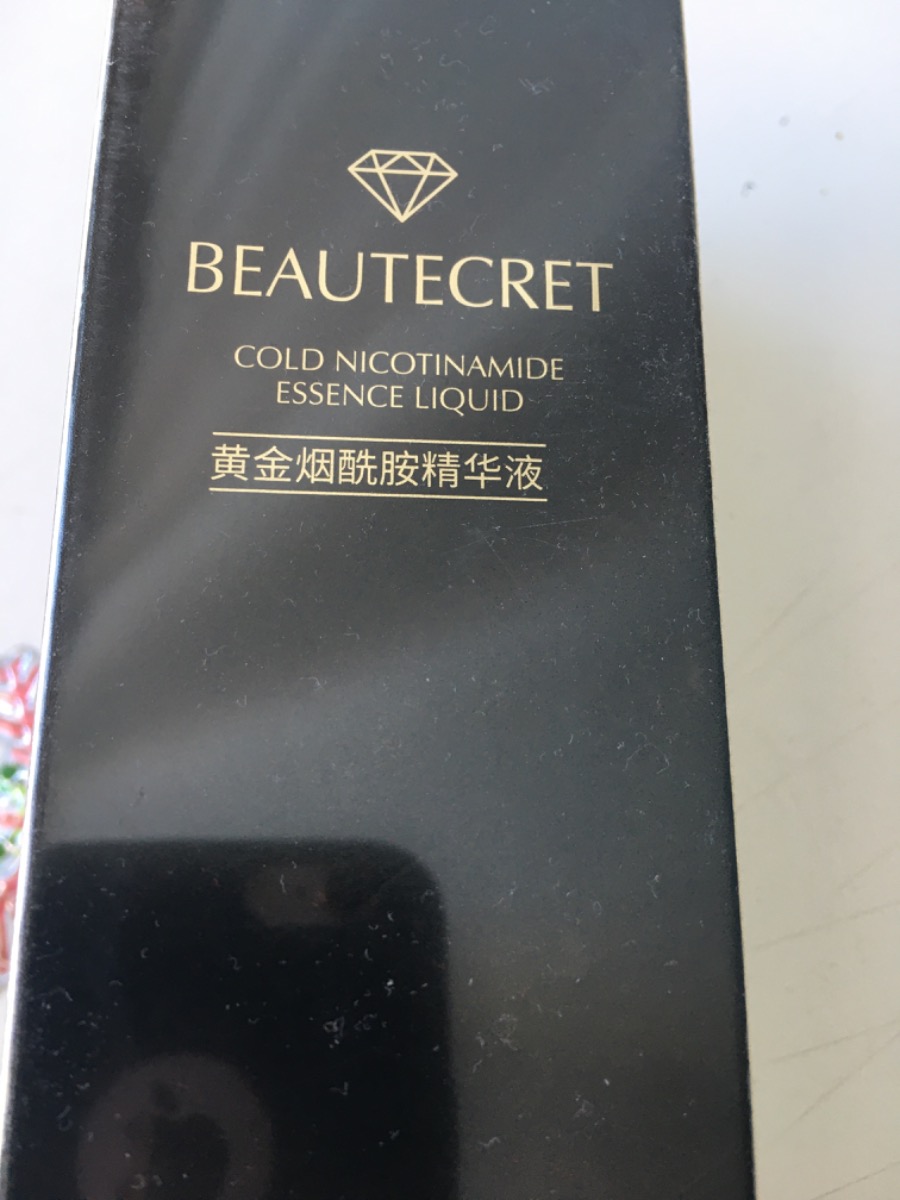 BEAUTECRET
COLD NICOTINAMIDE
ESSENCE LIQUID
黄金烟酰胺精华液